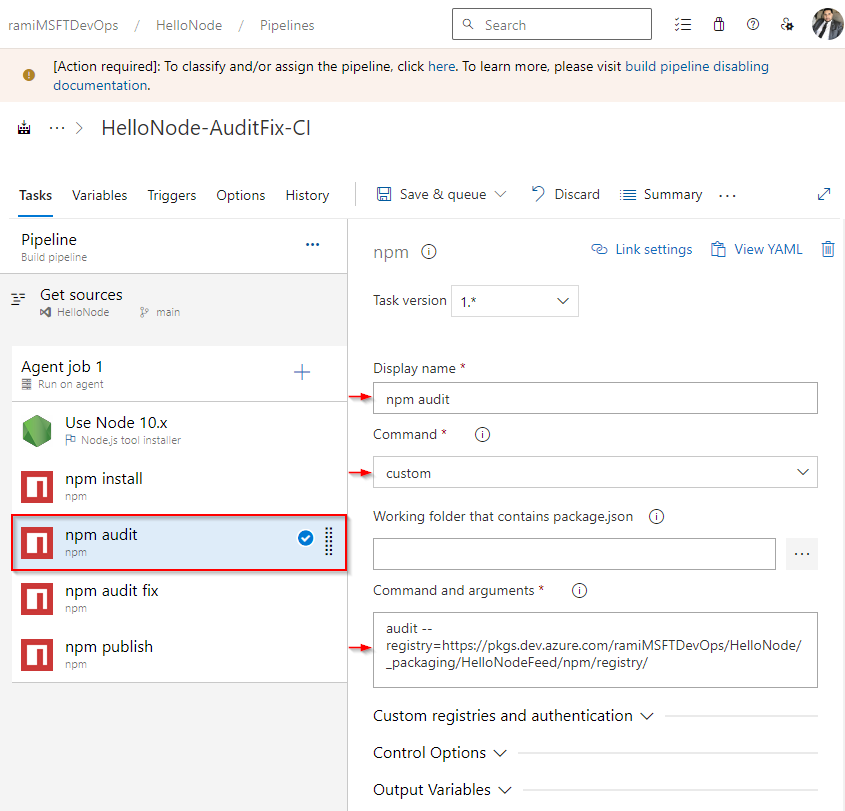 ramiMSFTDevOps / HelloNode / Pipelines
Search
[Action required]: To classify and/or assign the pipeline, click here. To learn more, please visit build pipeline disabling
documentation.
··· > HelloNode-AuditFix-CI
Tasks Variables Triggers Options History
Save & queue Discard Summary ...
Pipeline
Build pipeline
...
Get sources
HelloNode main
Agent job 1
Run on agent
+
Use Node 10.x
Node.js tool installer
npm install
npm
npm audit
npm
npm audit fix
npm
npm publish
npm
npm
Link settings View YAML
Task version 1.*
Display name *
npm audit
Command *
custom
Working folder that contains package.json
...
Command and arguments *
audit --
registry=https://pkgs.dev.azure.com/ramiMSFTDevOps/HelloNode/
_packaging/HelloNodeFeed/npm/registry/
Custom registries and authentication
Control Options
Output Variables